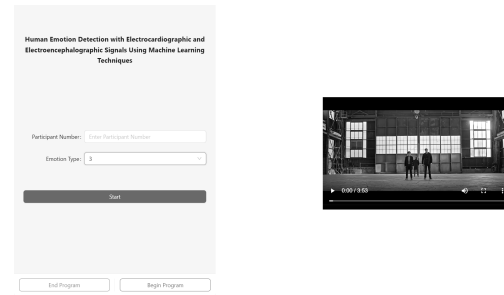 Human Emotion Detection with Electrocardiographic and
Electroencephalographic Signals Using Machine Learning
Techniques
Participant Number: Enter Participant Number
Emotion Type: 3
Start
0:00 / 3:53
End Program
Begin Program